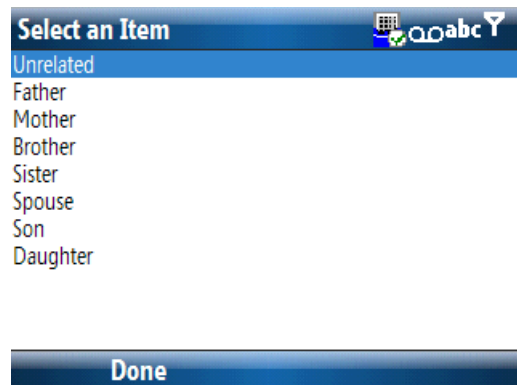 Select an Item abc
Unrelated
Father
Mother
Brother
Sister
Spouse
Son
Daughter
Done